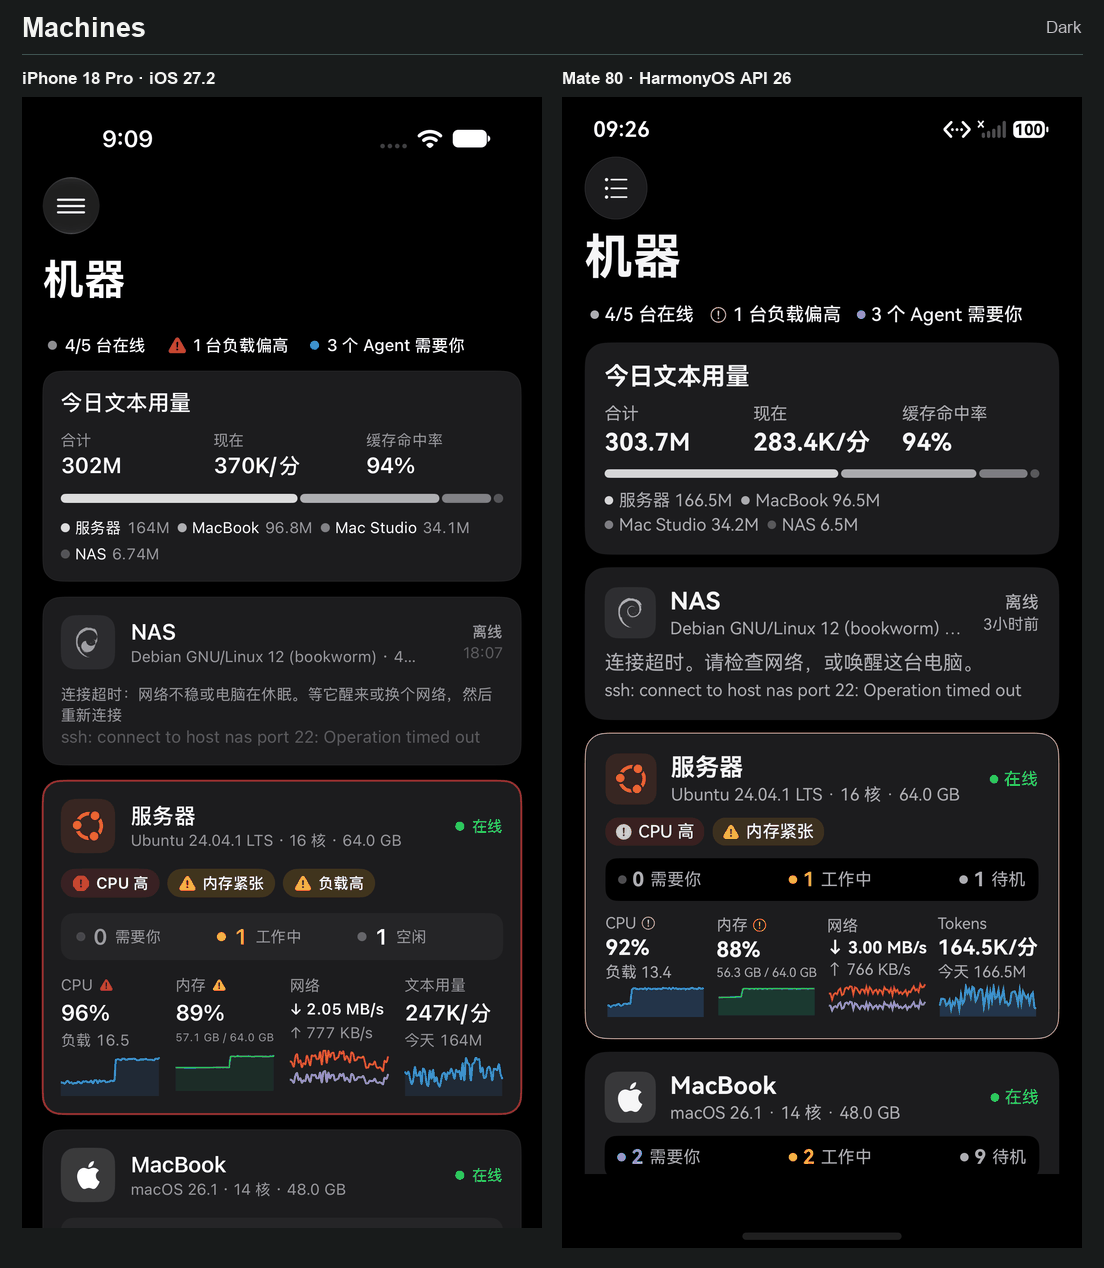 Machines
Dark
iPhone 18 Pro · iOS 27.2
9:09
机器
4/5 台在线 1 台负载偏高 3 个 Agent 需要你
今日文本用量
合计 现在 缓存命中率
302M 370K/分 94%
服务器 164M MacBook 96.8M Mac Studio 34.1M
NAS 6.74M
NAS
离线
Debian GNU/Linux 12 (bookworm) · 4...
18:07
连接超时：网络不稳或电脑在休眠。等它醒来或换个网络，然后
重新连接
ssh: connect to host nas port 22: Operation timed out
服务器
Ubuntu 24.04.1 LTS · 16 核 · 64.0 GB
在线
CPU 高 内存紧张 负载高
0 需要你 1 工作中 1 空闲
CPU 内存 网络 文本用量
96% 89% ↓ 2.05 MB/s 247K/分
负载 16.5 57.1 GB / 64.0 GB ↑ 777 KB/s 今天 164M
MacBook
macOS 26.1 · 14 核 · 48.0 GB
在线
Mate 80 · HarmonyOS API 26
09:26
100
机器
4/5 台在线 1 台负载偏高 3 个 Agent 需要你
今日文本用量
合计 现在 缓存命中率
303.7M 283.4K/分 94%
服务器 166.5M MacBook 96.5M
Mac Studio 34.2M NAS 6.5M
NAS
离线
Debian GNU/Linux 12 (bookworm) ...
3小时前
连接超时。请检查网络，或唤醒这台电脑。
ssh: connect to host nas port 22: Operation timed out
服务器
Ubuntu 24.04.1 LTS · 16 核 · 64.0 GB
在线
CPU 高 内存紧张
0 需要你 1 工作中 1 待机
CPU 内存 网络 Tokens
92% 88% ↓ 3.00 MB/s 164.5K/分
负载 13.4 56.3 GB / 64.0 GB ↑ 766 KB/s 今天 166.5M
MacBook
macOS 26.1 · 14 核 · 48.0 GB
在线
2 需要你 2 工作中 9 待机